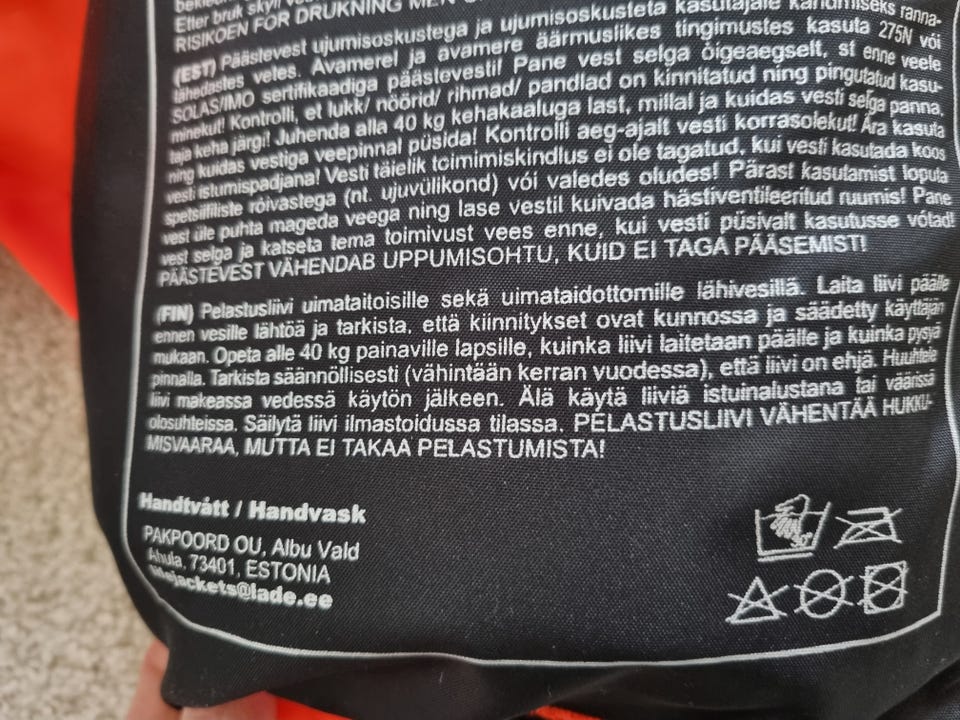 Etter bruk skyll
RISIKOEN FOR DRUKNING MEN
(EST) Päästevest ujumisoskustega ja ujumisoskusteta kasutajale kandmiseks ranna-
lähedastes vetes. Avamerel ja avamere äärmuslikes tingimustes kasuta 275N või
SOLAS/IMO sertifikaadiga päästevesti! Pane vest selga õigeaegselt, st enne veele
minekut! Kontrolli, et lukk/ nöörid/ rihmad/ pandlad on kinnitatud ning pingutatud kasu-
taja keha järgi! Juhenda alla 40 kg kehakaaluga last, millal ja kuidas vesti selga panna,
ning kuidas vestiga veepinnal püsida! Kontrolli aeg-ajalt vesti korrasolekut! Ära kasuta
vesti istumispadjana! Vesti täielik toimimiskindlus ei ole tagatud, kui vesti kasutada koos
spetsiifiliste rõivastega (nt. ujuvülikond) või valedes oludes! Pärast kasutamist loputa
vest üle puhta mageda veega ning lase vestil kuivada hästiventileeritud ruumis! Pane
vest selga ja katseta tema toimivust vees enne, kui vesti püsivalt kasutusse võtad!
PÄÄSTEVEST VÄHENDAB UPPUMISOHTU, KUID EI TAGA PÄÄSEMIST!
(FIN) Pelastusliivi uimataitoisille sekä uimataidottomille lähivesillä. Laita liivi päälle
ennen vesille lähtöä ja tarkista, että kiinnitykset ovat kunnossa ja säädetty käyttäjän
mukaan. Opeta alle 40 kg painaville lapsille, kuinka liivi laitetaan päälle ja kuinka pysyä
pinnalla. Tarkista säännöllisesti (vähintään kerran vuodessa), että liivi on ehjä. Huuhtele
liivi makeassa vedessä käytön jälkeen. Älä käytä liiviä istuinalustana tai väärissä
olosuhteissa. Säilytä liivi ilmastoidussa tilassa. PELASTUSLIIVI VÄHENTÄÄ HUKKU-
MISVAARAA, MUTTA EI TAKAA PELASTUMISTA!
Handtvätt / Handvask
PAKPOORD OU, Albu Vald
Ahula, 73401, ESTONIA
lifejackets@lade.ee